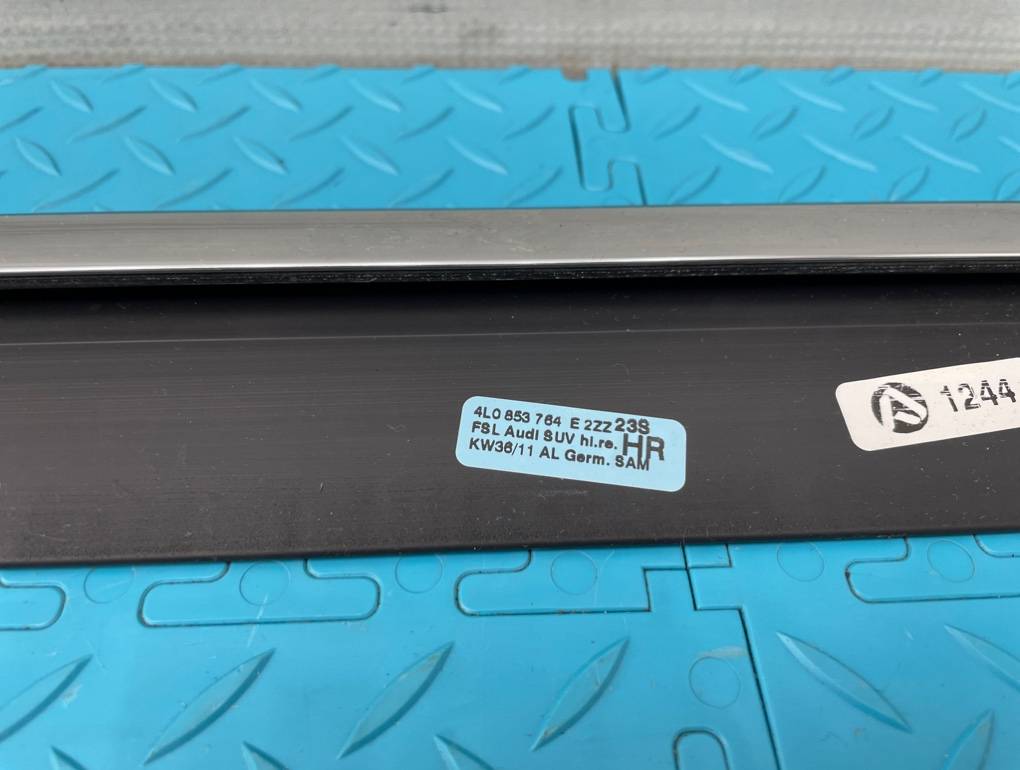 4L0 853 764 E 2ZZ 23S
FSL Audi SUV hi.re. HR
KW36/11 AL Germ. SAM
1244